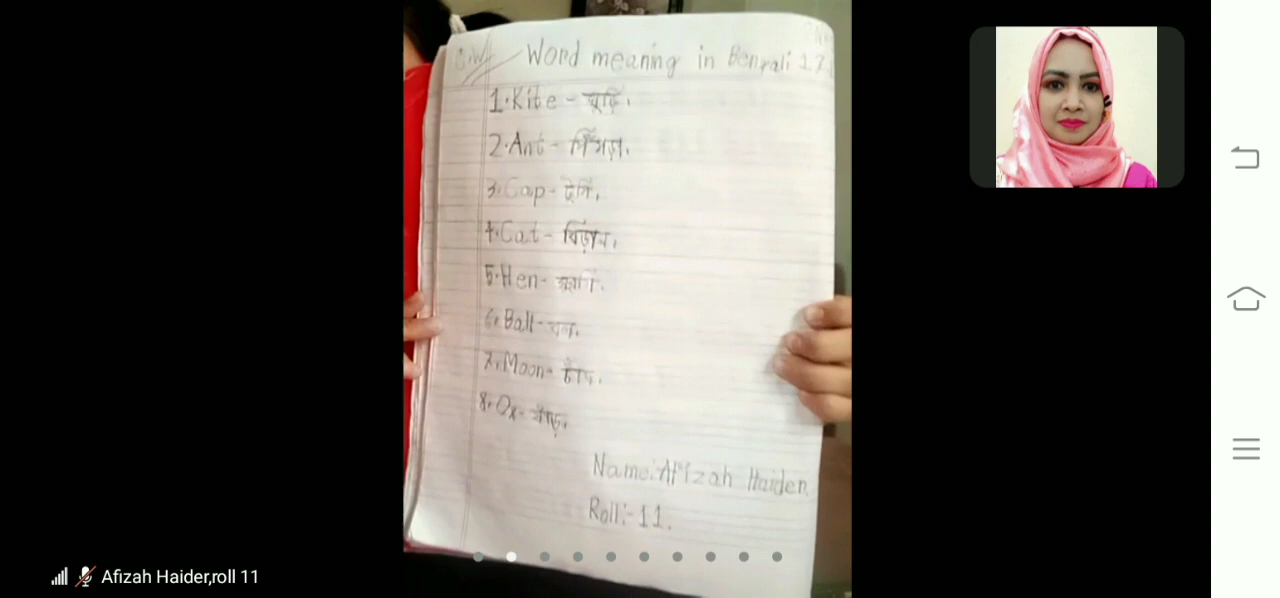 C.W Word meaning in Bengali 17
1. Kite - ঘুড়ি.
2. Ant - পিঁপড়া.
3. Cap - টুপি.
4. Cat - বিড়াল.
5. Hen - মুরগি.
6. Ball - বল.
7. Moon - চাঁদ.
8. Ox - ষাঁড়.
Name: Afizah Haider.
Roll:- 11.
Afizah Haider,roll 11